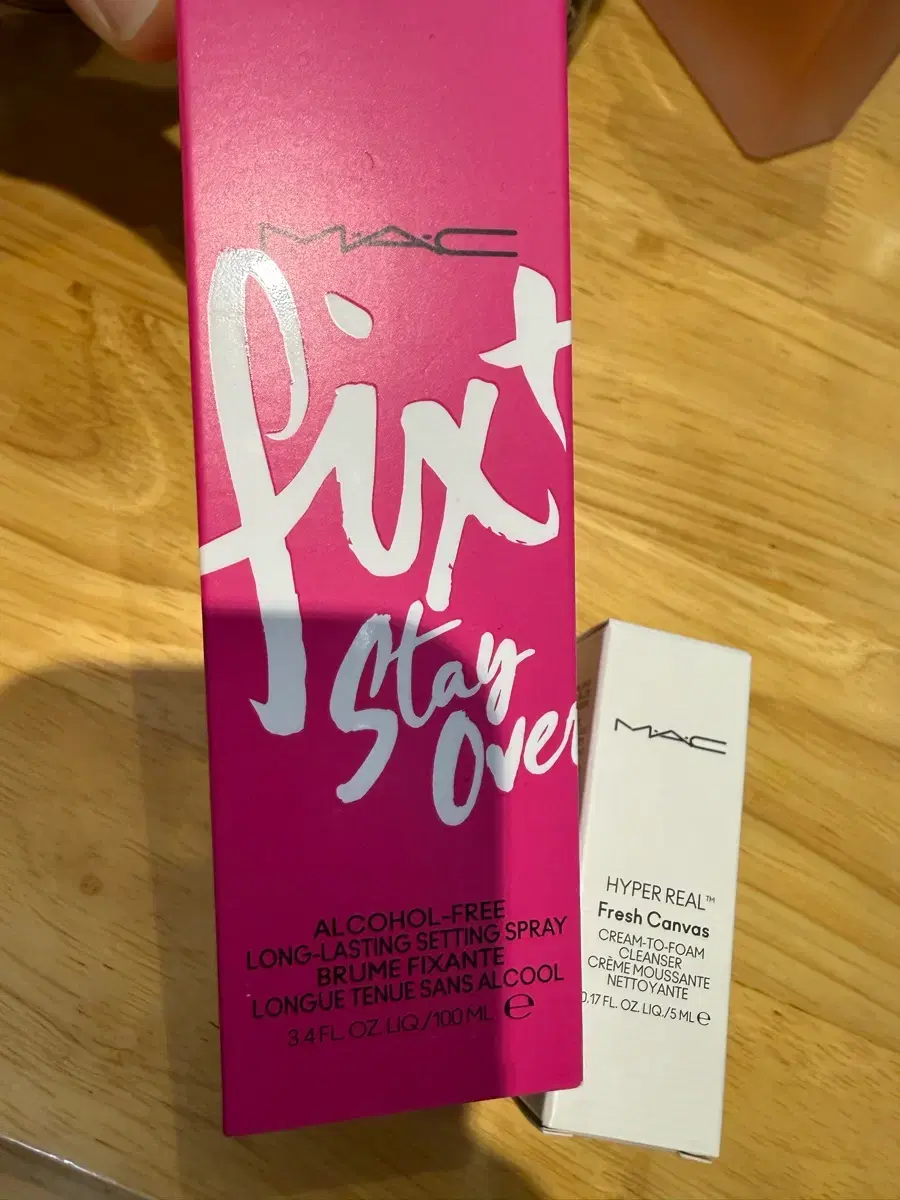 M·A·C
fix+
Stay
Over
ALCOHOL-FREE
LONG-LASTING SETTING SPRAY
BRUME FIXANTE
LONGUE TENUE SANS ALCOOL
3.4 FL. OZ. LIQ./100 ML e
M·A·C
HYPER REAL™
Fresh Canvas
CREAM-TO-FOAM
CLEANSER
CRÈME MOUSSANTE
NETTOYANTE
0.17 FL. OZ. LIQ./5 ML e